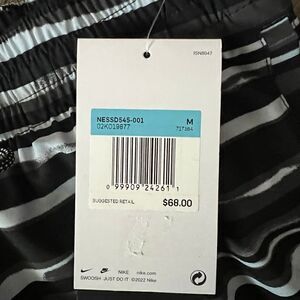 ISN8047
NESSD545-001 M
02K019877 717384
0 99909 24261 1
SUGGESTED RETAIL $68.00
NIKE nike.com
SWOOSH JUST DO IT ©2022 Nike